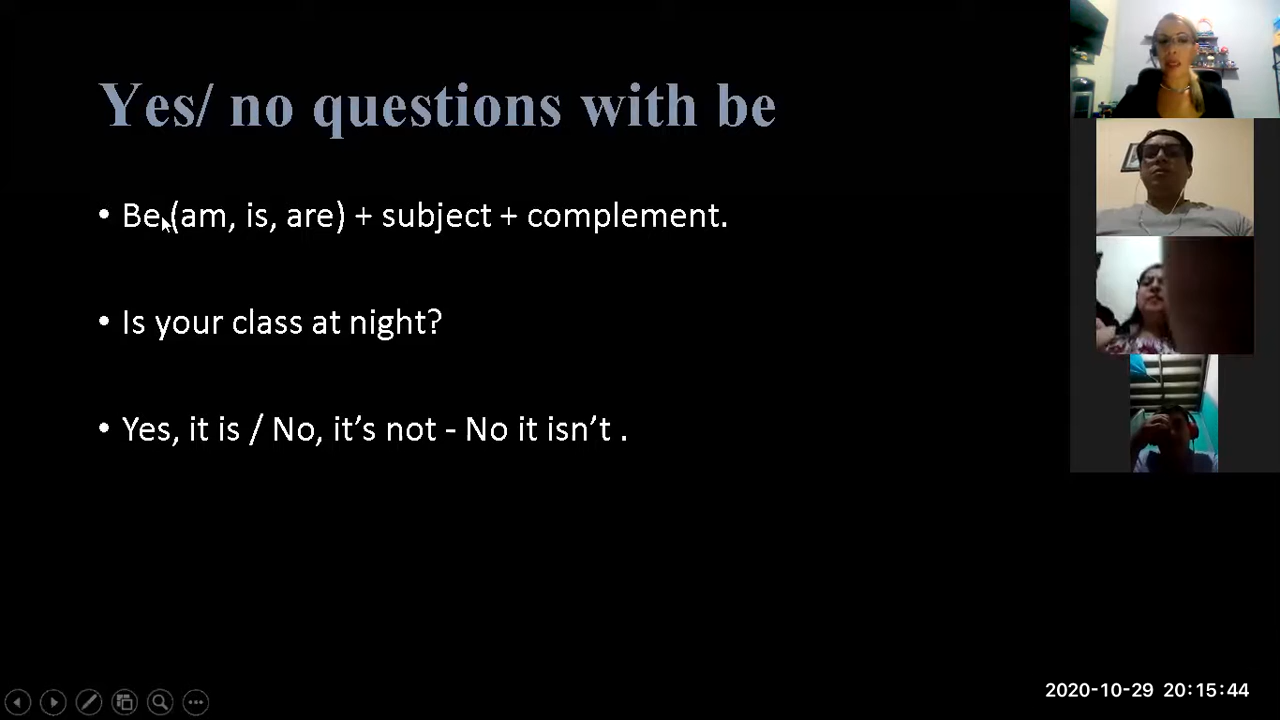 Yes/ no questions with be
• Be (am, is, are) + subject + complement.
• Is your class at night?
• Yes, it is / No, it’s not - No it isn’t .
2020-10-29 20:15:44